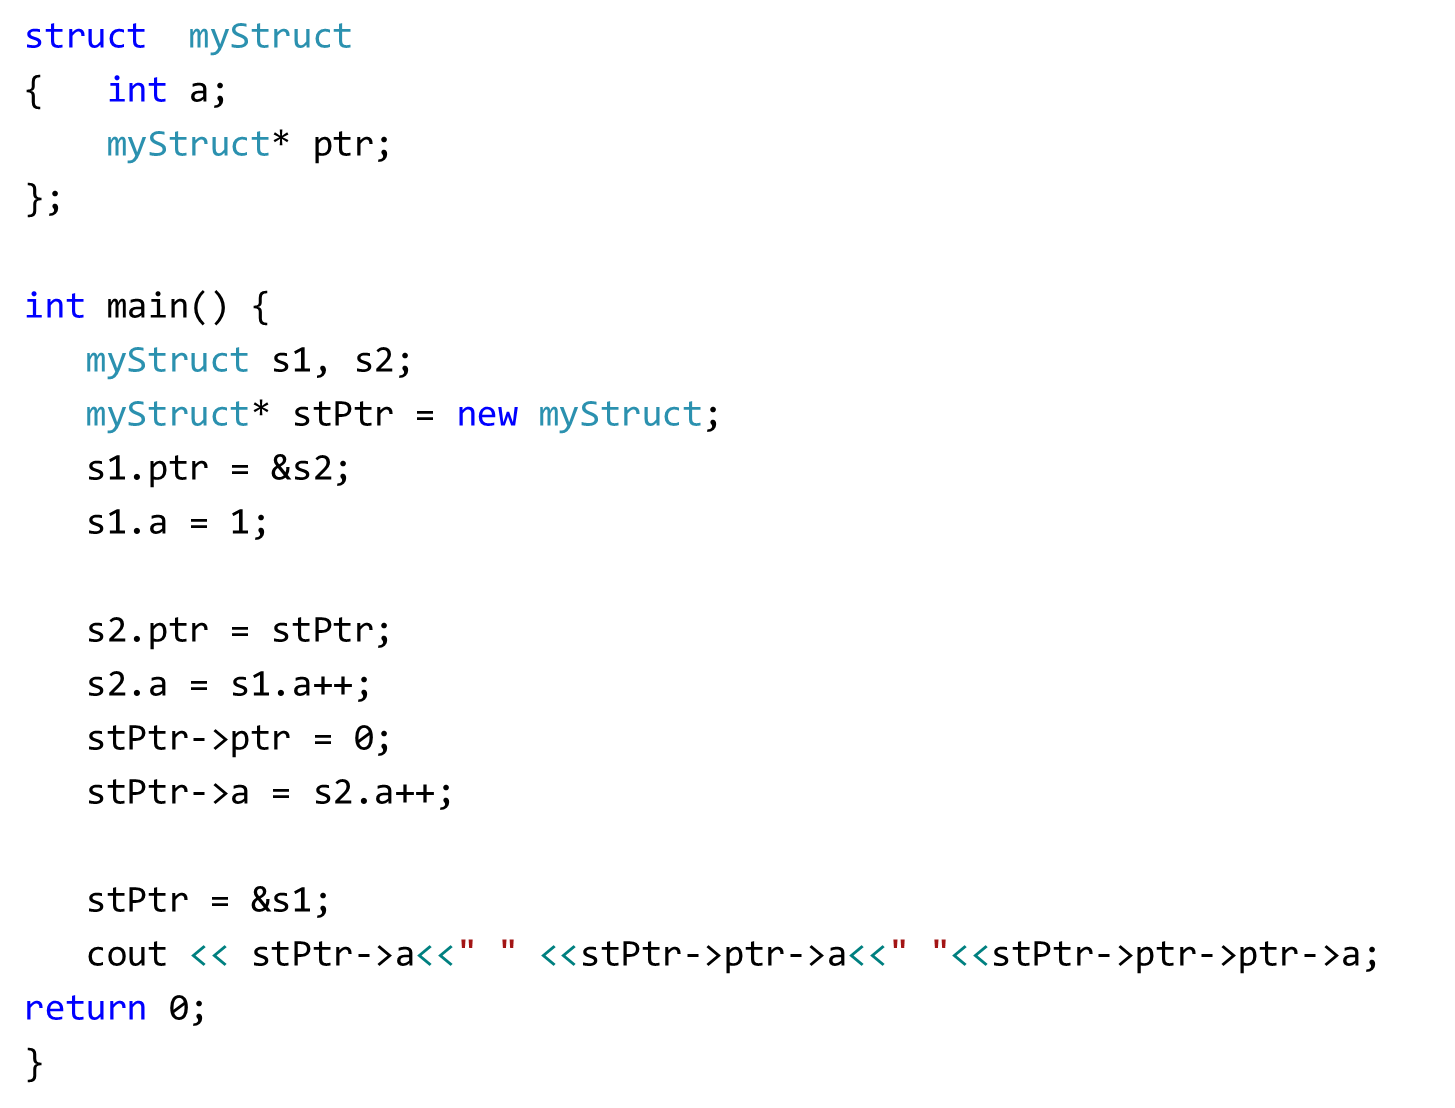 struct  myStruct
{   int a;
    myStruct* ptr;
};

int main() {
   myStruct s1, s2;
   myStruct* stPtr = new myStruct;
   s1.ptr = &s2;
   s1.a = 1;

   s2.ptr = stPtr;
   s2.a = s1.a++;
   stPtr->ptr = 0;
   stPtr->a = s2.a++;

   stPtr = &s1;
   cout << stPtr->a<<" " <<stPtr->ptr->a<<" "<<stPtr->ptr->ptr->a;
return 0;
}